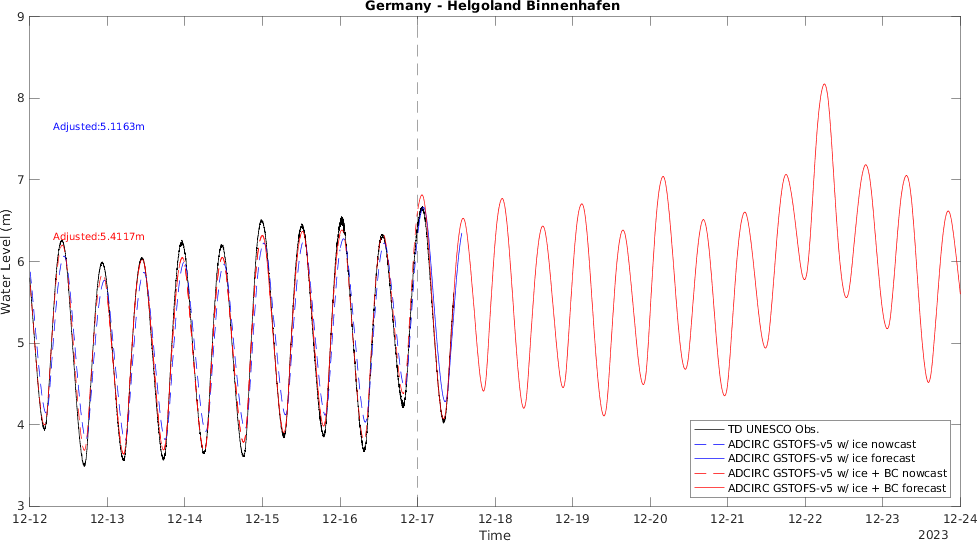 Germany - Helgoland Binnenhafen
9
8
7
6
5
4
3
Water Level (m)
Adjusted:5.1163m
Adjusted:5.4117m
TD UNESCO Obs.
ADCIRC GSTOFS-v5 w/ ice nowcast
ADCIRC GSTOFS-v5 w/ ice forecast
ADCIRC GSTOFS-v5 w/ ice + BC nowcast
ADCIRC GSTOFS-v5 w/ ice + BC forecast
12-12 12-13 12-14 12-15 12-16 12-17 12-18 12-19 12-20 12-21 12-22 12-23 12-24
Time
2023